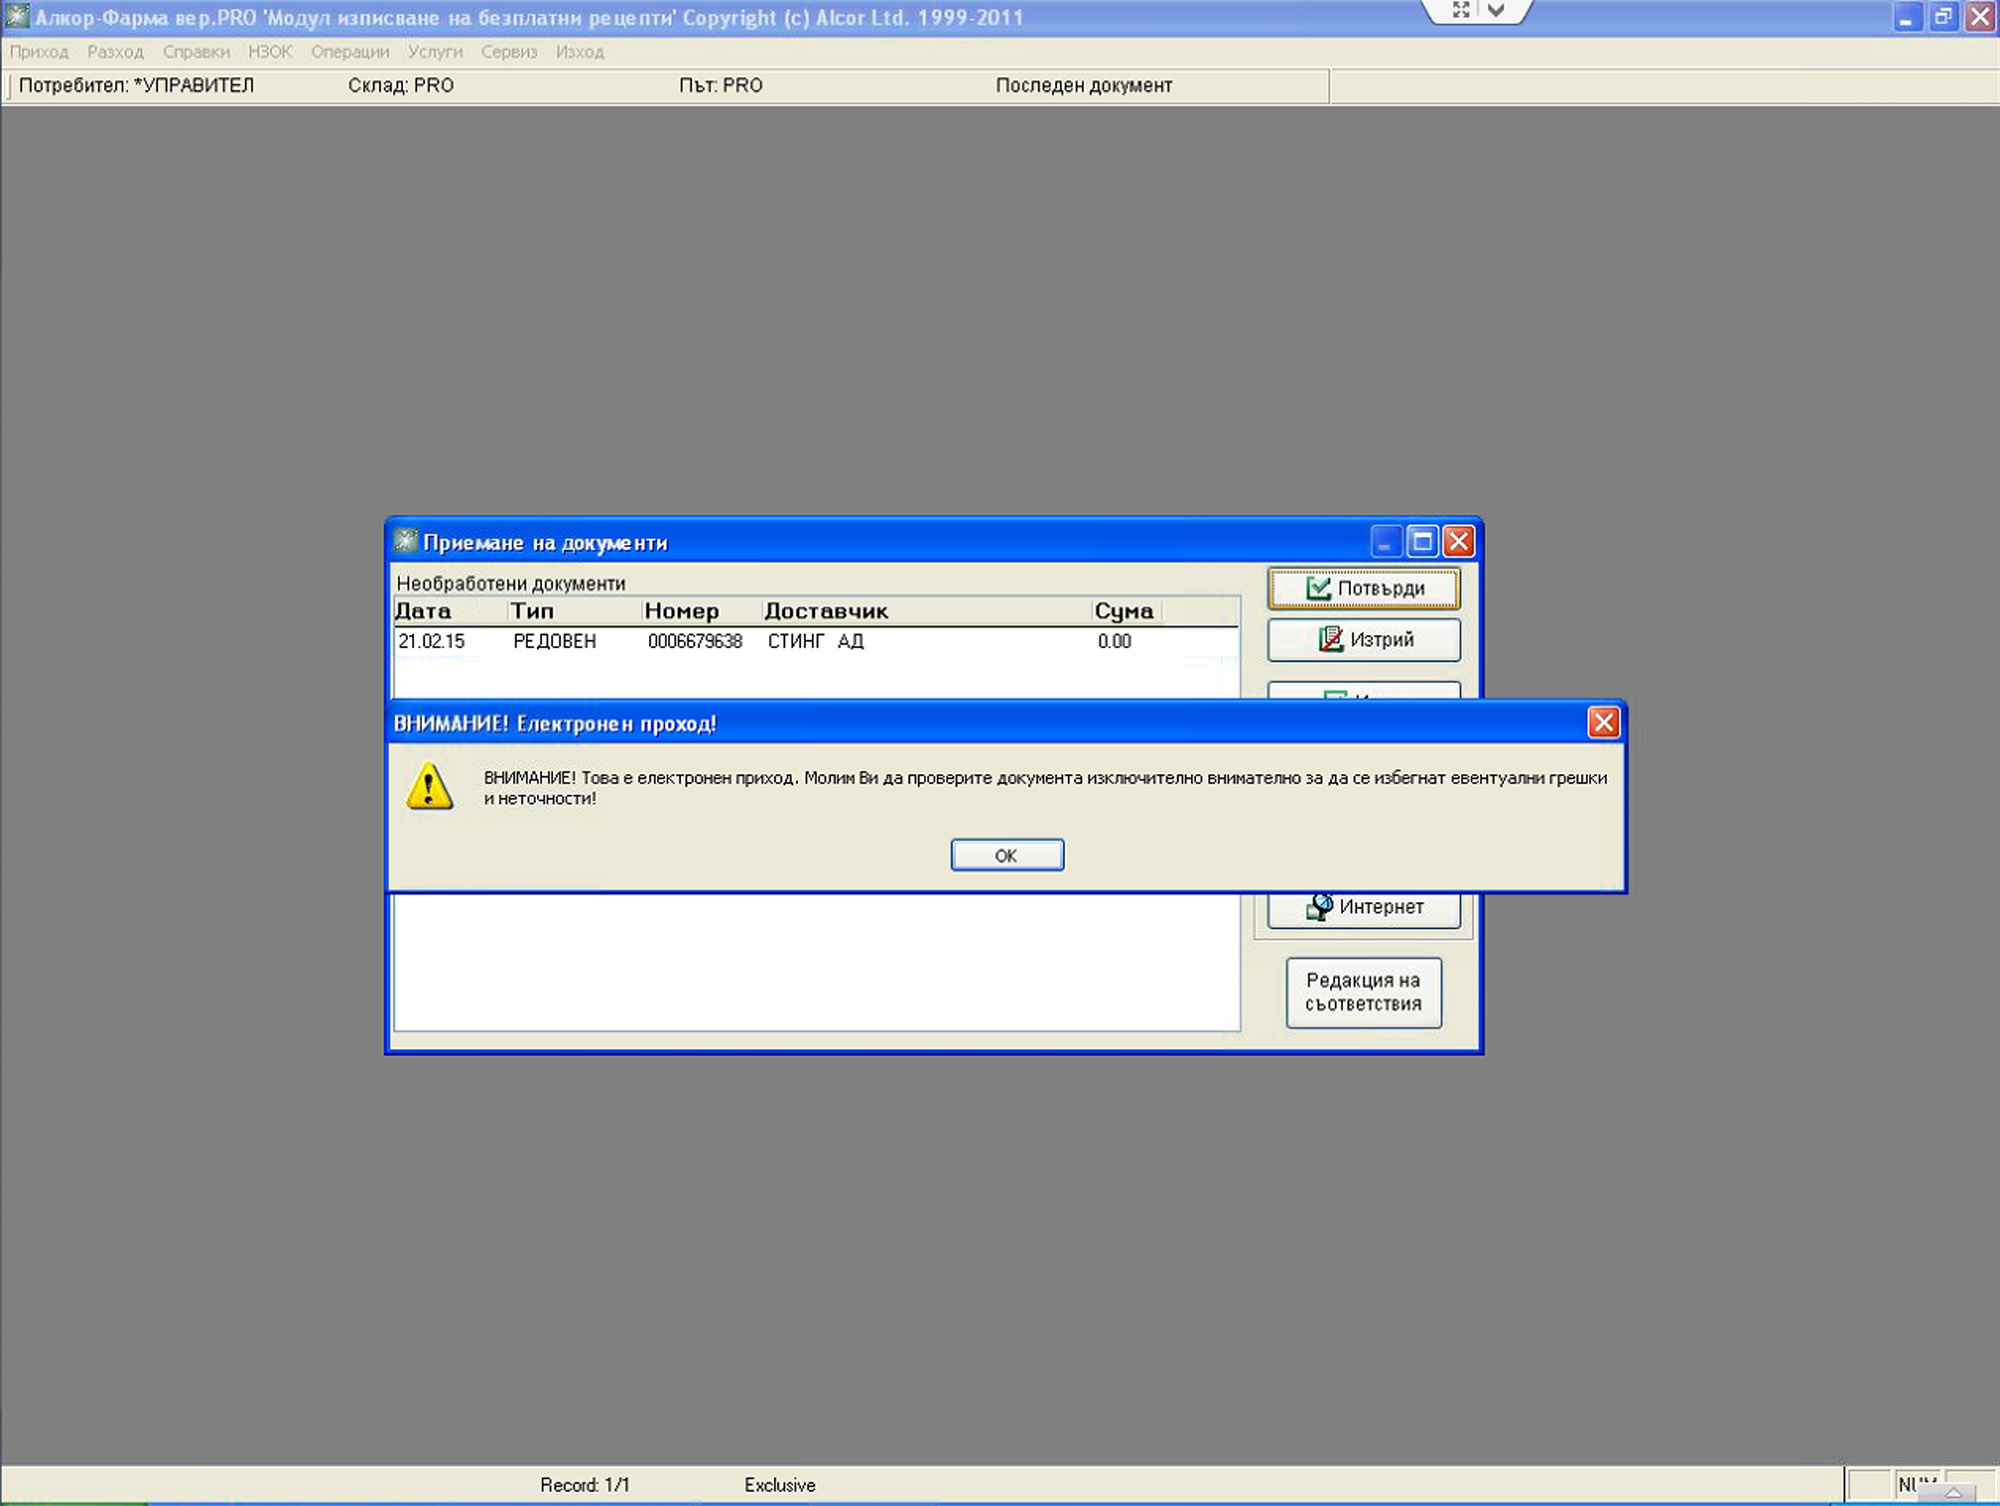 Алкор-Фарма вер.PRO 'Модул изписване на безплатни рецепти' Copyright (c) Alcor Ltd. 1999-2011
Приход Разход Справки НЗОК Операции Услуги Сервиз Изход
Потребител: *УПРАВИТЕЛ Склад: PRO Път: PRO Последен документ
Приемане на документи
Необработени документи
Дата Тип Номер Доставчик Сума
21.02.15 РЕДОВЕН 0006679638 СТИНГ АД 0.00
Потвърди
Изтрий
ВНИМАНИЕ! Електронен проход!
ВНИМАНИЕ! Това е електронен приход. Молим Ви да проверите документа изключително внимателно за да се избегнат евентуални грешки
и неточности!
OK
Интернет
Редакция на
съответствия
Record: 1/1 Exclusive